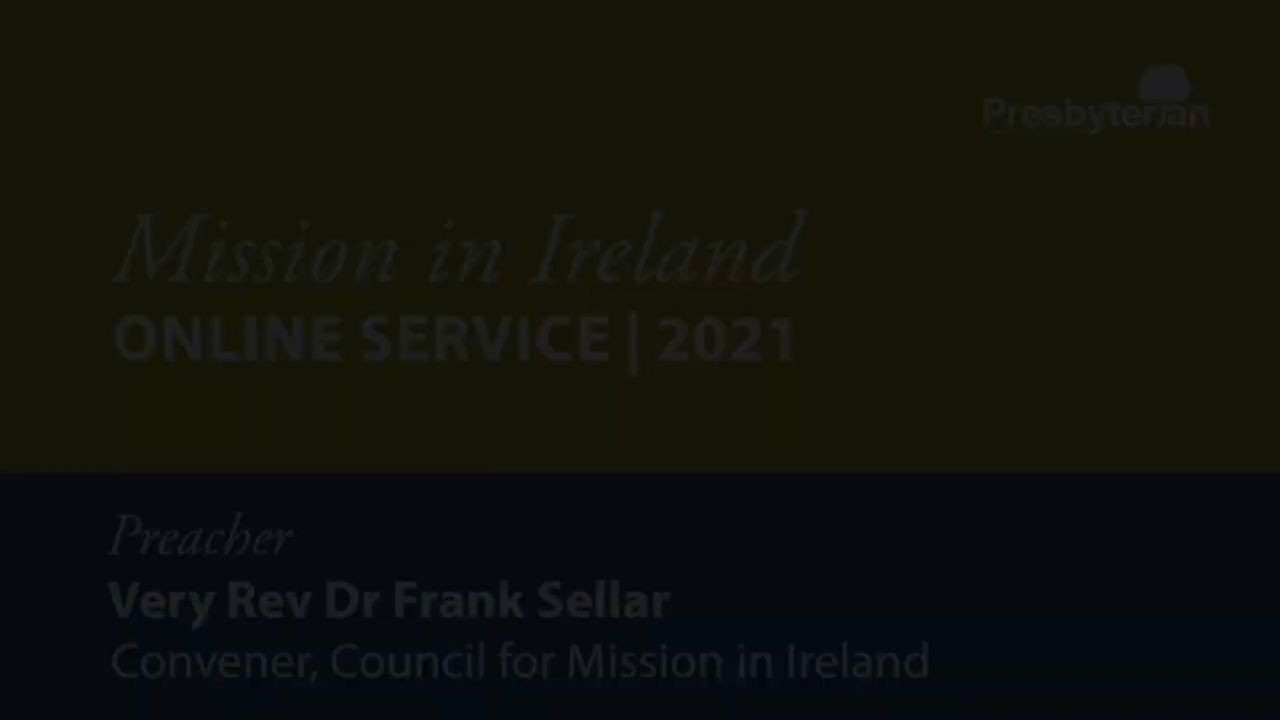 Presbyterian
Mission in Ireland
ONLINE SERVICE | 2021
Preacher
Very Rev Dr Frank Sellar
Convener, Council for Mission in Ireland